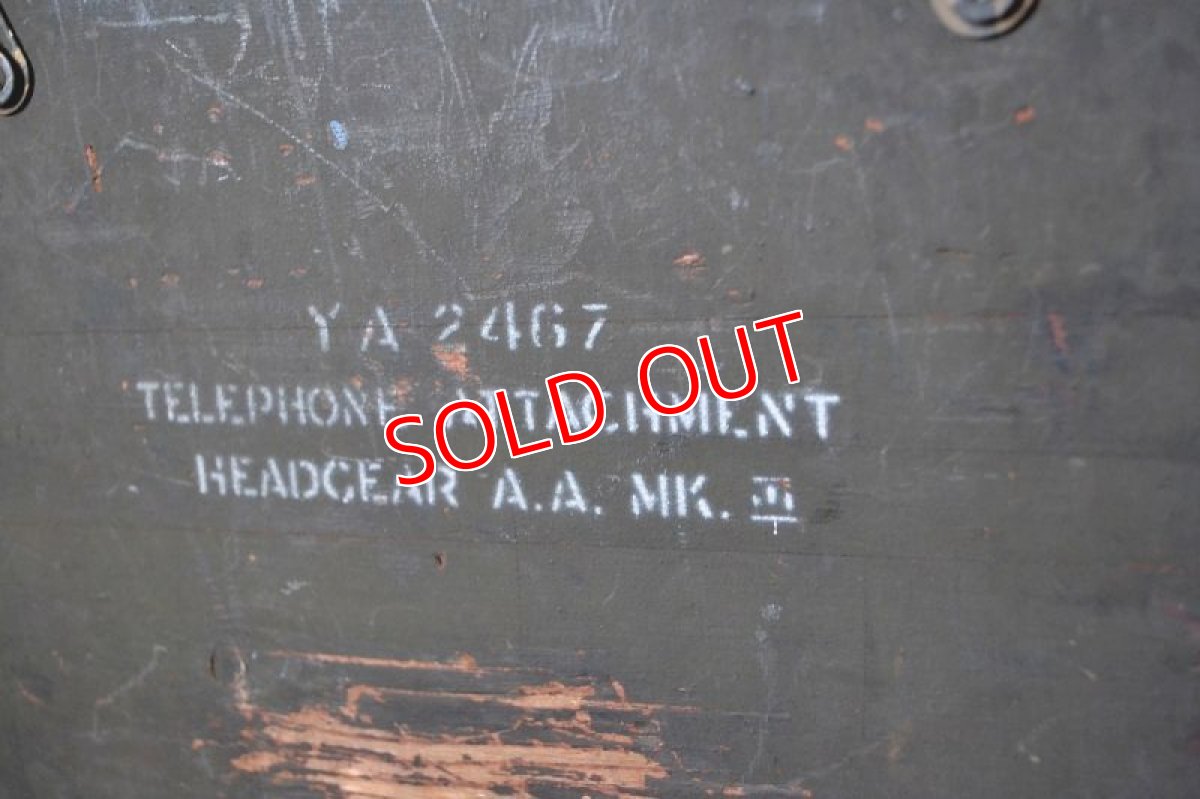 YA 2467
TELEPHONE ATTACHMENT
HEADGEAR A.A. MK. III
SOLD OUT